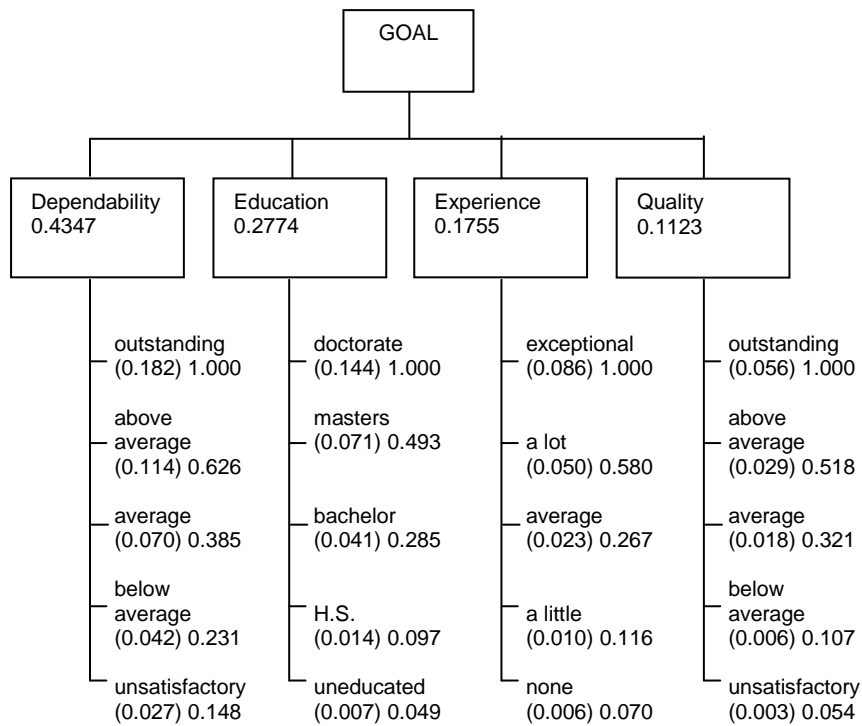 GOAL
Dependability
0.4347
Education
0.2774
Experience
0.1755
Quality
0.1123
outstanding
(0.182) 1.000
above
average
(0.114) 0.626
average
(0.070) 0.385
below
average
(0.042) 0.231
unsatisfactory
(0.027) 0.148
doctorate
(0.144) 1.000
masters
(0.071) 0.493
bachelor
(0.041) 0.285
H.S.
(0.014) 0.097
uneducated
(0.007) 0.049
exceptional
(0.086) 1.000
a lot
(0.050) 0.580
average
(0.023) 0.267
a little
(0.010) 0.116
none
(0.006) 0.070
outstanding
(0.056) 1.000
above
average
(0.029) 0.518
average
(0.018) 0.321
below
average
(0.006) 0.107
unsatisfactory
(0.003) 0.054